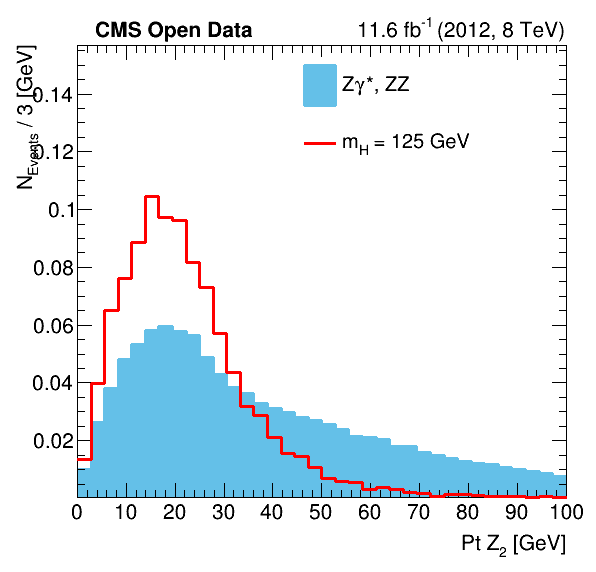 CMS Open Data 11.6 fb⁻¹ (2012, 8 TeV)
N_Events / 3 [GeV]
Zγ*, ZZ
m_H = 125 GeV
0.14
0.12
0.1
0.08
0.06
0.04
0.02
0 10 20 30 40 50 60 70 80 90 100
Pt Z₂ [GeV]